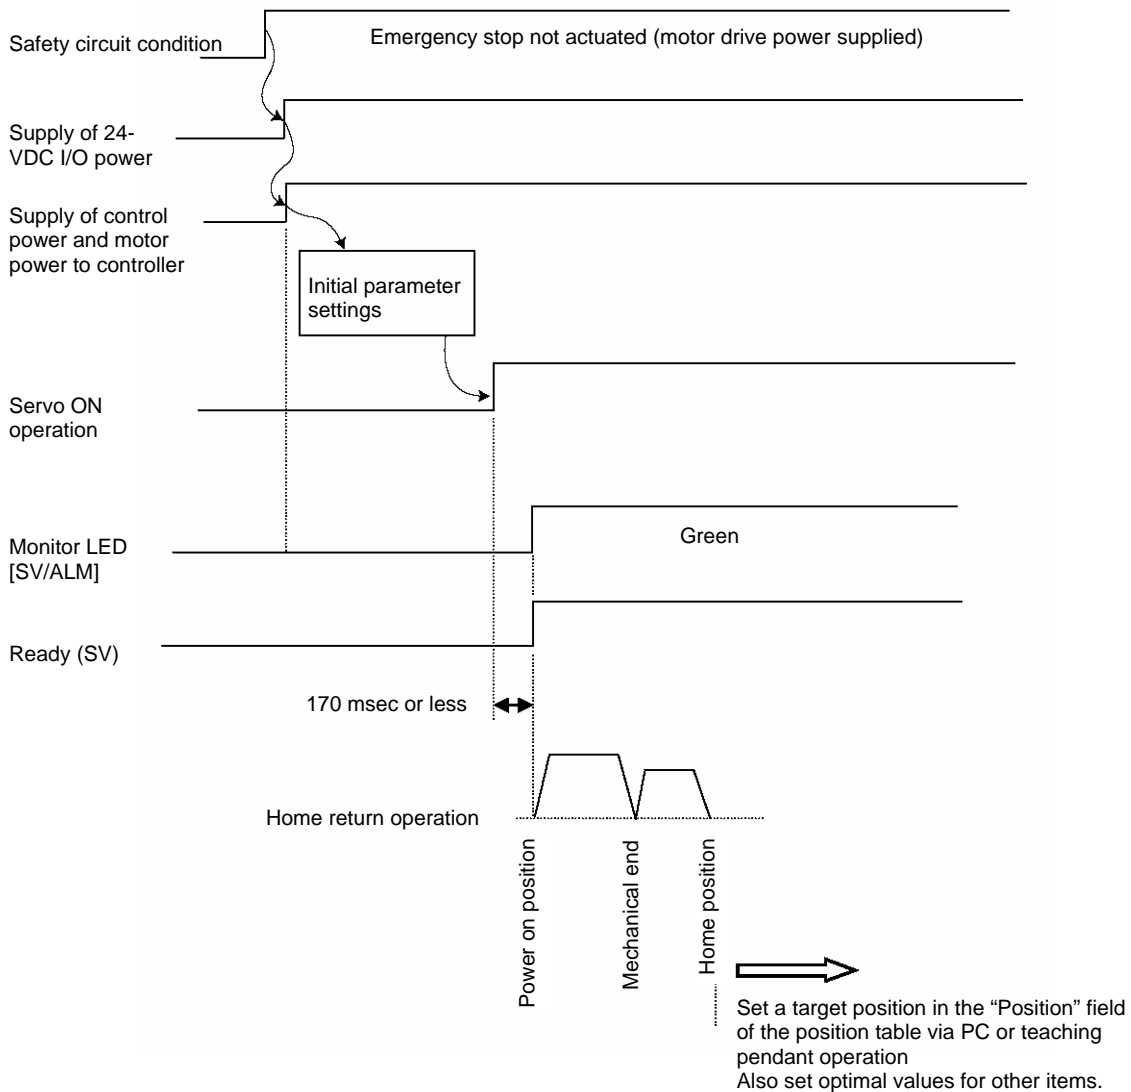 Safety circuit condition
Emergency stop not actuated (motor drive power supplied)
Supply of 24-
VDC I/O power
Supply of control
power and motor
power to controller
Initial parameter
settings
Servo ON
operation
Monitor LED
[SV/ALM]
Green
Ready (SV)
170 msec or less
Home return operation
Power on position
Mechanical end
Home position
Set a target position in the “Position” field
of the position table via PC or teaching
pendant operation
Also set optimal values for other items.